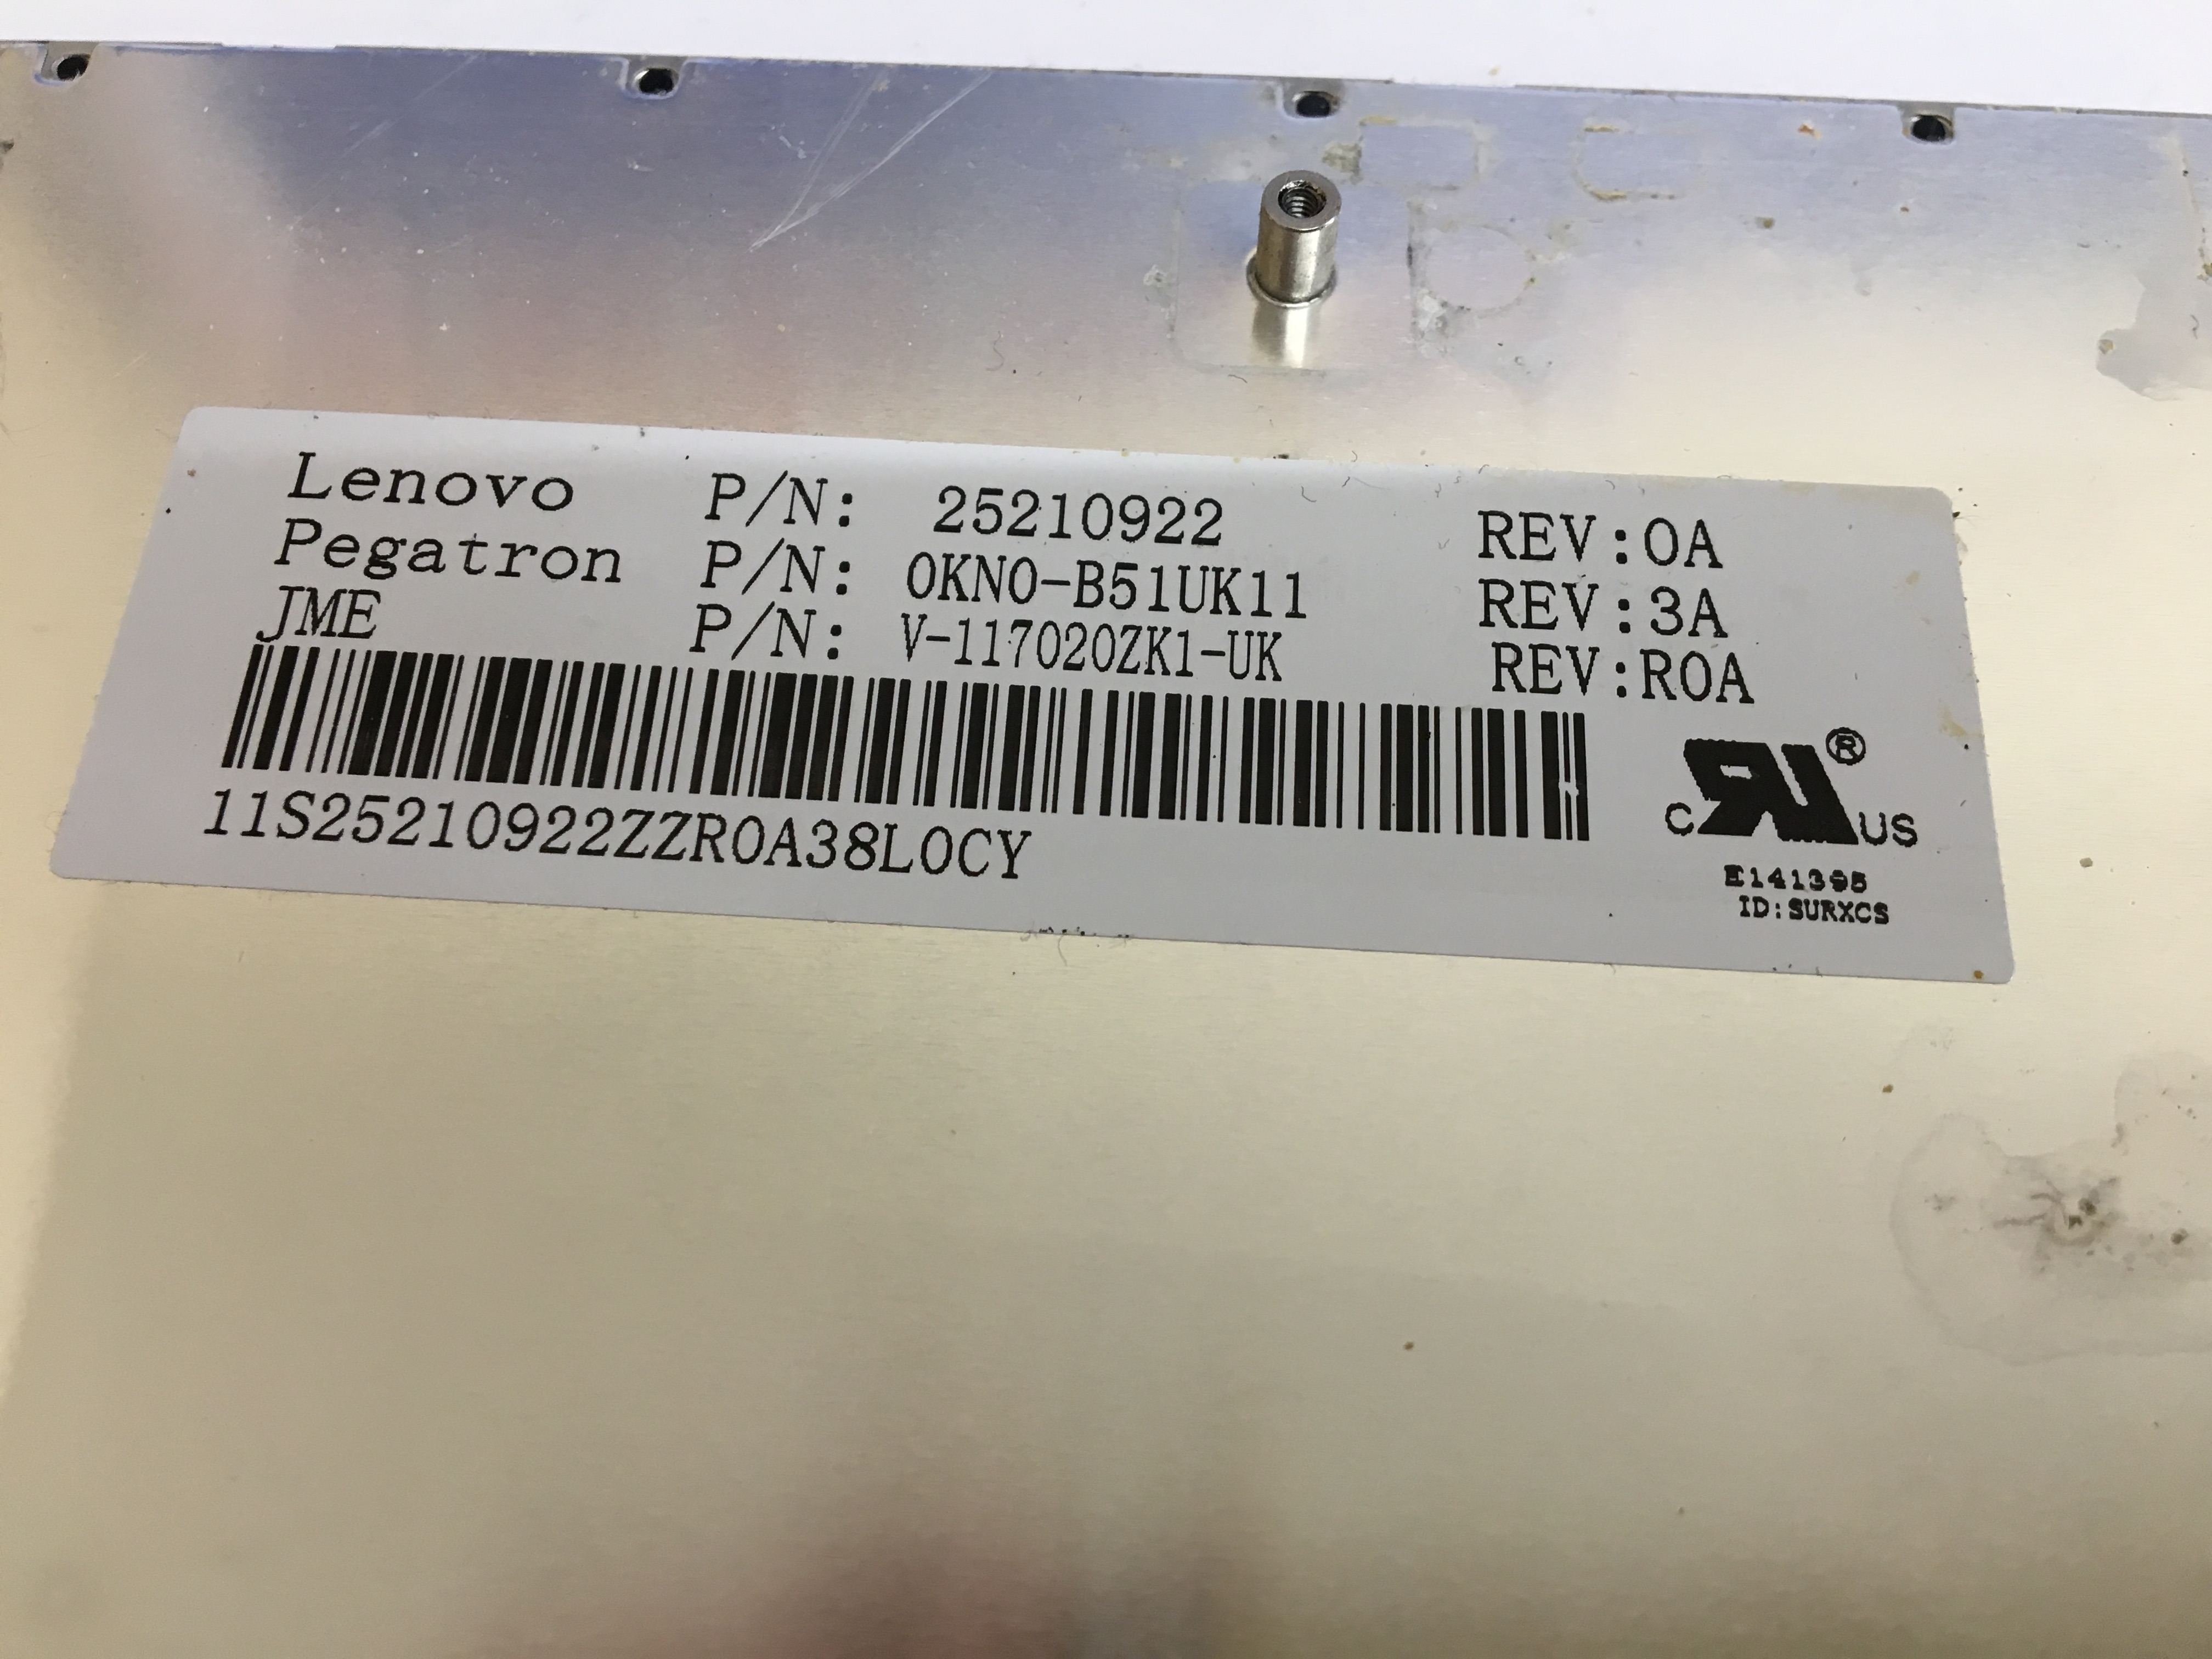 Lenovo P/N: 25210922 REV:0A
Pegatron P/N: 0KN0-B51UK11 REV:3A
JME P/N: V-117020ZK1-UK REV:R0A
11S25210922ZZR0A38L0CY
c RU ® US
E141395
ID:SURXCS